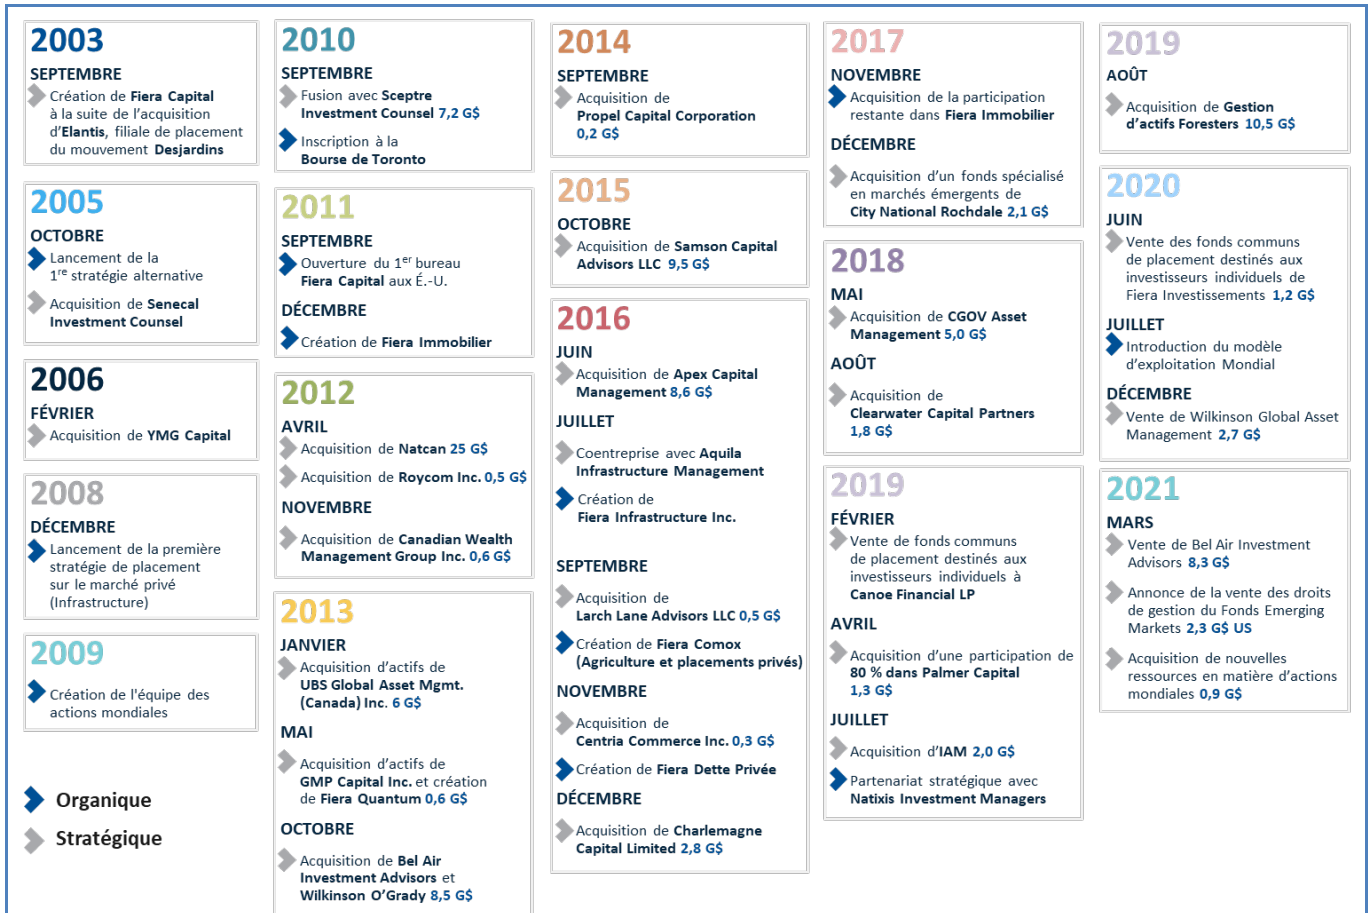 2003
SEPTEMBRE
Création de Fiera Capital
à la suite de l'acquisition
d'Elantis, filiale de placement
du mouvement Desjardins
2005
OCTOBRE
Lancement de la
1re stratégie alternative
Acquisition de Senecal
Investment Counsel
2006
FÉVRIER
Acquisition de YMG Capital
2008
DÉCEMBRE
Lancement de la première
stratégie de placement
sur le marché privé
(Infrastructure)
2009
Création de l'équipe des
actions mondiales
Organique
Stratégique
2010
SEPTEMBRE
Fusion avec Sceptre
Investment Counsel 7,2 G$
Inscription à la
Bourse de Toronto
2011
SEPTEMBRE
Ouverture du 1er bureau
Fiera Capital aux É.-U.
DÉCEMBRE
Création de Fiera Immobilier
2012
AVRIL
Acquisition de Natcan 25 G$
Acquisition de Roycom Inc. 0,5 G$
NOVEMBRE
Acquisition de Canadian Wealth
Management Group Inc. 0,6 G$
2013
JANVIER
Acquisition d'actifs de
UBS Global Asset Mgmt.
(Canada) Inc. 6 G$
MAI
Acquisition d'actifs de
GMP Capital Inc. et création
de Fiera Quantum 0,6 G$
OCTOBRE
Acquisition de Bel Air
Investment Advisors et
Wilkinson O'Grady 8,5 G$
2014
SEPTEMBRE
Acquisition de
Propel Capital Corporation
0,2 G$
2015
OCTOBRE
Acquisition de Samson Capital
Advisors LLC 9,5 G$
2016
JUIN
Acquisition de Apex Capital
Management 8,6 G$
JUILLET
Coentreprise avec Aquila
Infrastructure Management
Création de
Fiera Infrastructure Inc.
SEPTEMBRE
Acquisition de
Larch Lane Advisors LLC 0,5 G$
Création de Fiera Comox
(Agriculture et placements privés)
NOVEMBRE
Acquisition de
Centria Commerce Inc. 0,3 G$
Création de Fiera Dette Privée
DÉCEMBRE
Acquisition de Charlemagne
Capital Limited 2,8 G$
2017
NOVEMBRE
Acquisition de la participation
restante dans Fiera Immobilier
DÉCEMBRE
Acquisition d'un fonds spécialisé
en marchés émergents de
City National Rochdale 2,1 G$
2018
MAI
Acquisition de CGOV Asset
Management 5,0 G$
AOÛT
Acquisition de
Clearwater Capital Partners
1,8 G$
2019
FÉVRIER
Vente de fonds communs
de placement destinés aux
investisseurs individuels à
Canoe Financial LP
AVRIL
Acquisition d'une participation de
80 % dans Palmer Capital
1,3 G$
JUILLET
Acquisition d'IAM 2,0 G$
Partenariat stratégique avec
Natixis Investment Managers
2019
AOÛT
Acquisition de Gestion
d'actifs Foresters 10,5 G$
2020
JUIN
Vente des fonds communs
de placement destinés aux
investisseurs individuels de
Fiera Investissements 1,2 G$
JUILLET
Introduction du modèle
d'exploitation Mondial
DÉCEMBRE
Vente de Wilkinson Global Asset
Management 2,7 G$
2021
MARS
Vente de Bel Air Investment
Advisors 8,3 G$
Annonce de la vente des droits
de gestion du Fonds Emerging
Markets 2,3 G$ US
Acquisition de nouvelles
ressources en matière d'actions
mondiales 0,9 G$